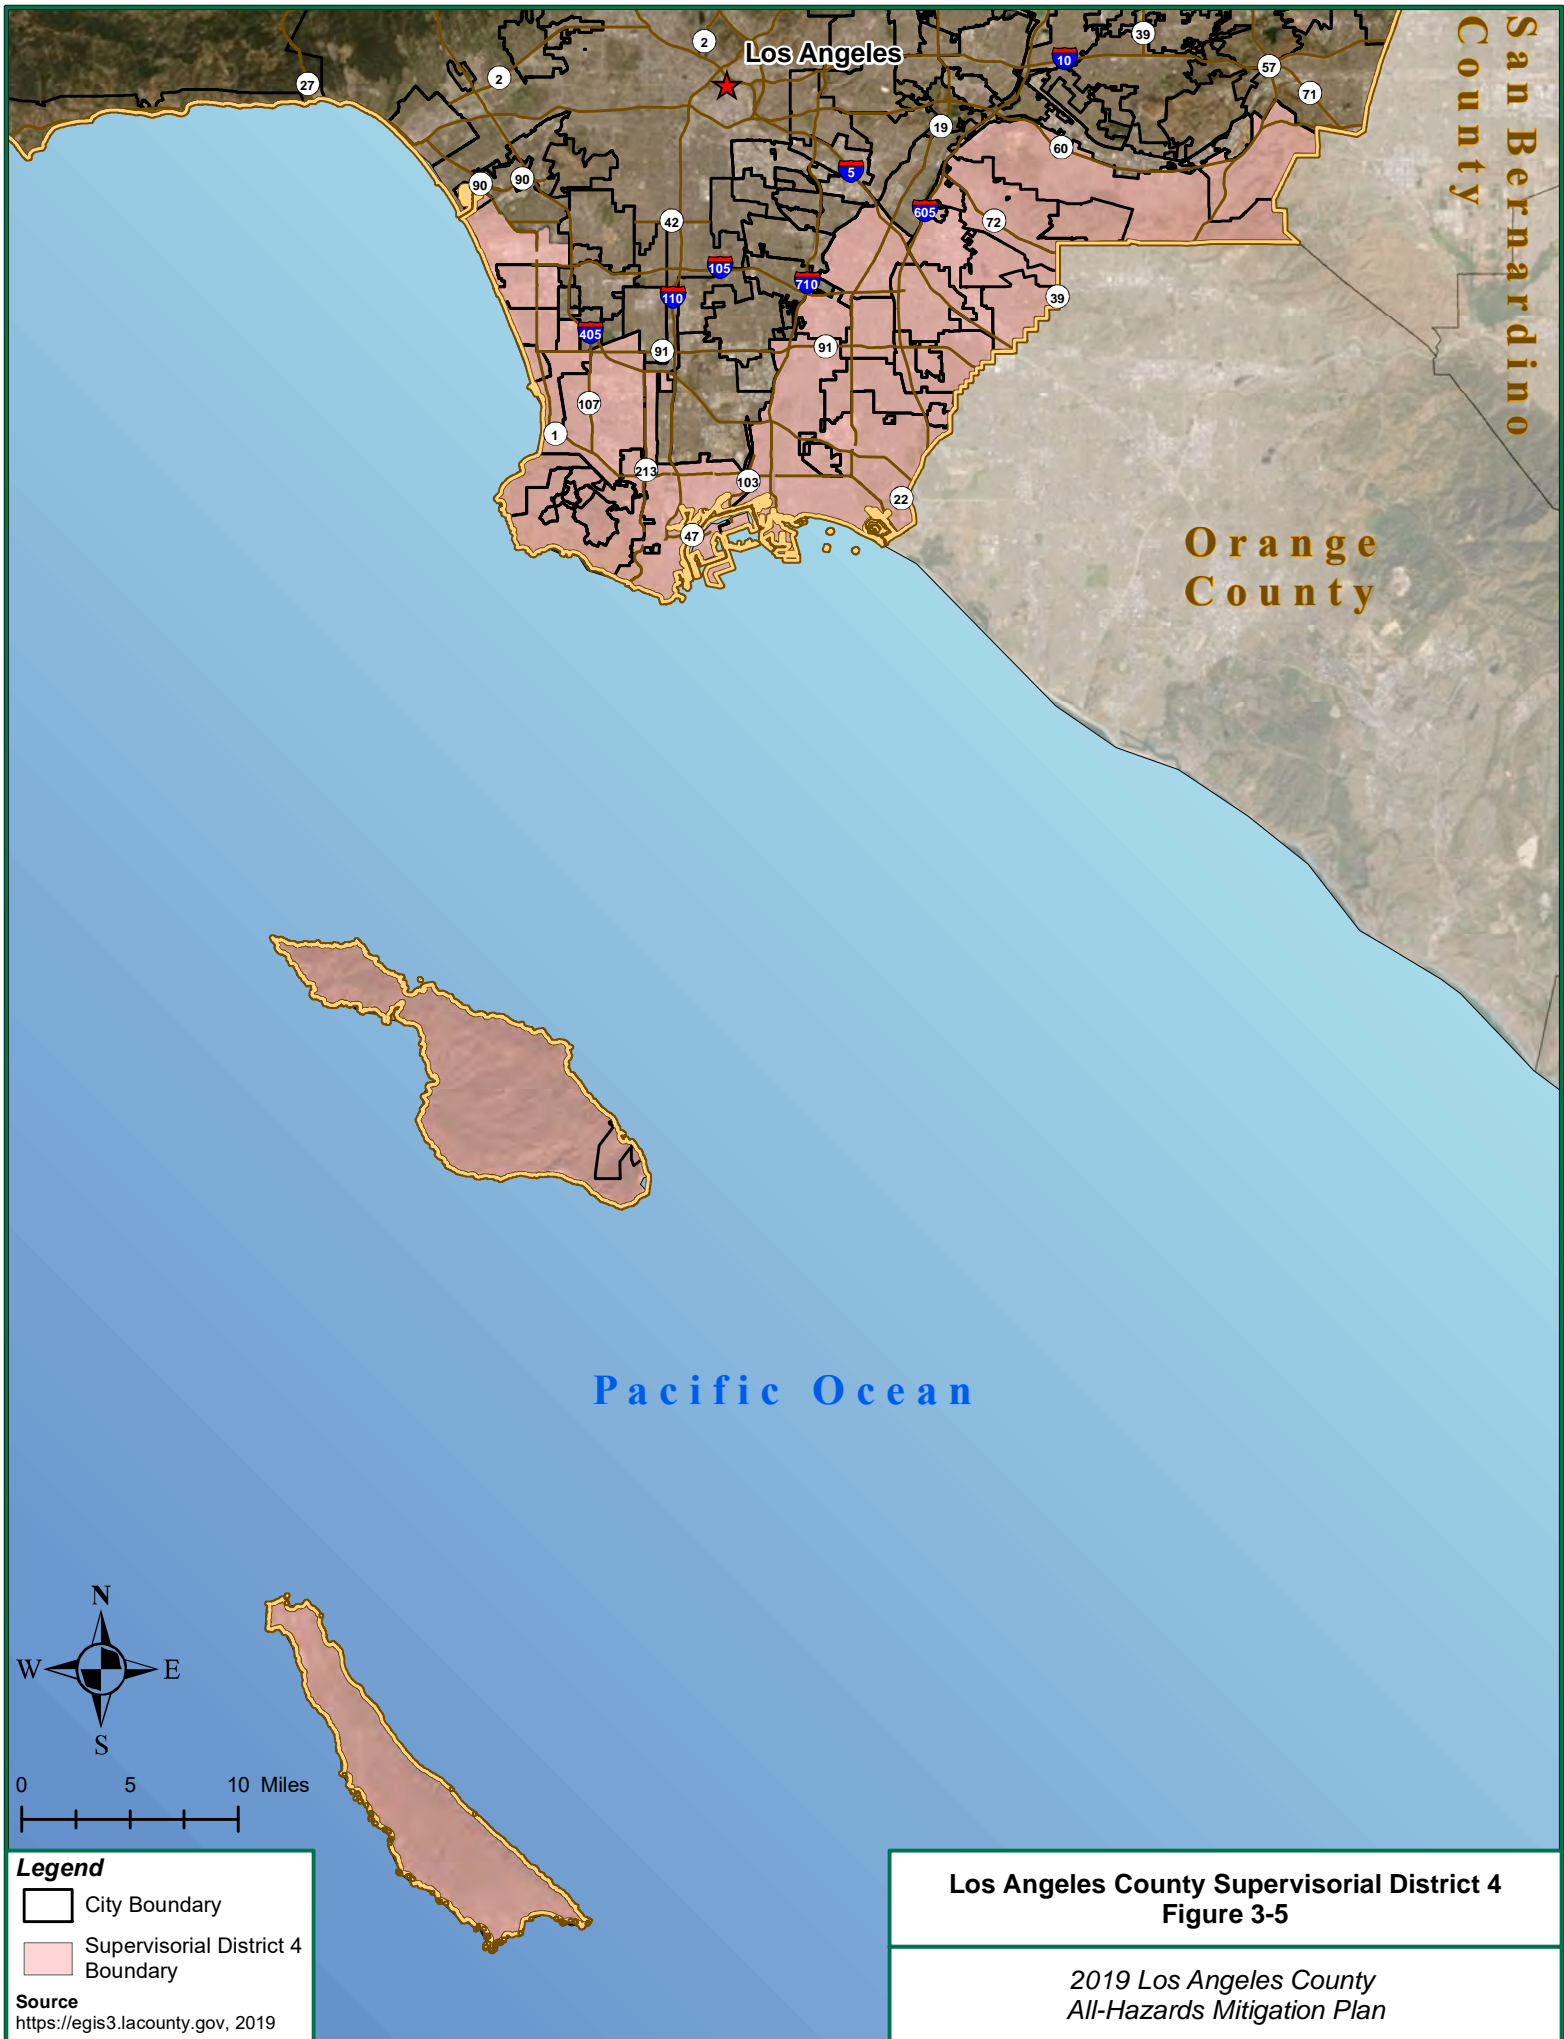 2
Los Angeles
39
10
57
71
27
2
19
60
San Bernardino
County
90
90
5
605
72
42
105
710
110
39
405
91
91
107
1
213
103
22
47
Orange
County
Pacific Ocean
N
W
E
S
0 5 10 Miles
Legend
City Boundary
Supervisorial District 4
Boundary
Source
https://egis3.lacounty.gov, 2019
Los Angeles County Supervisorial District 4
Figure 3-5
2019 Los Angeles County
All-Hazards Mitigation Plan